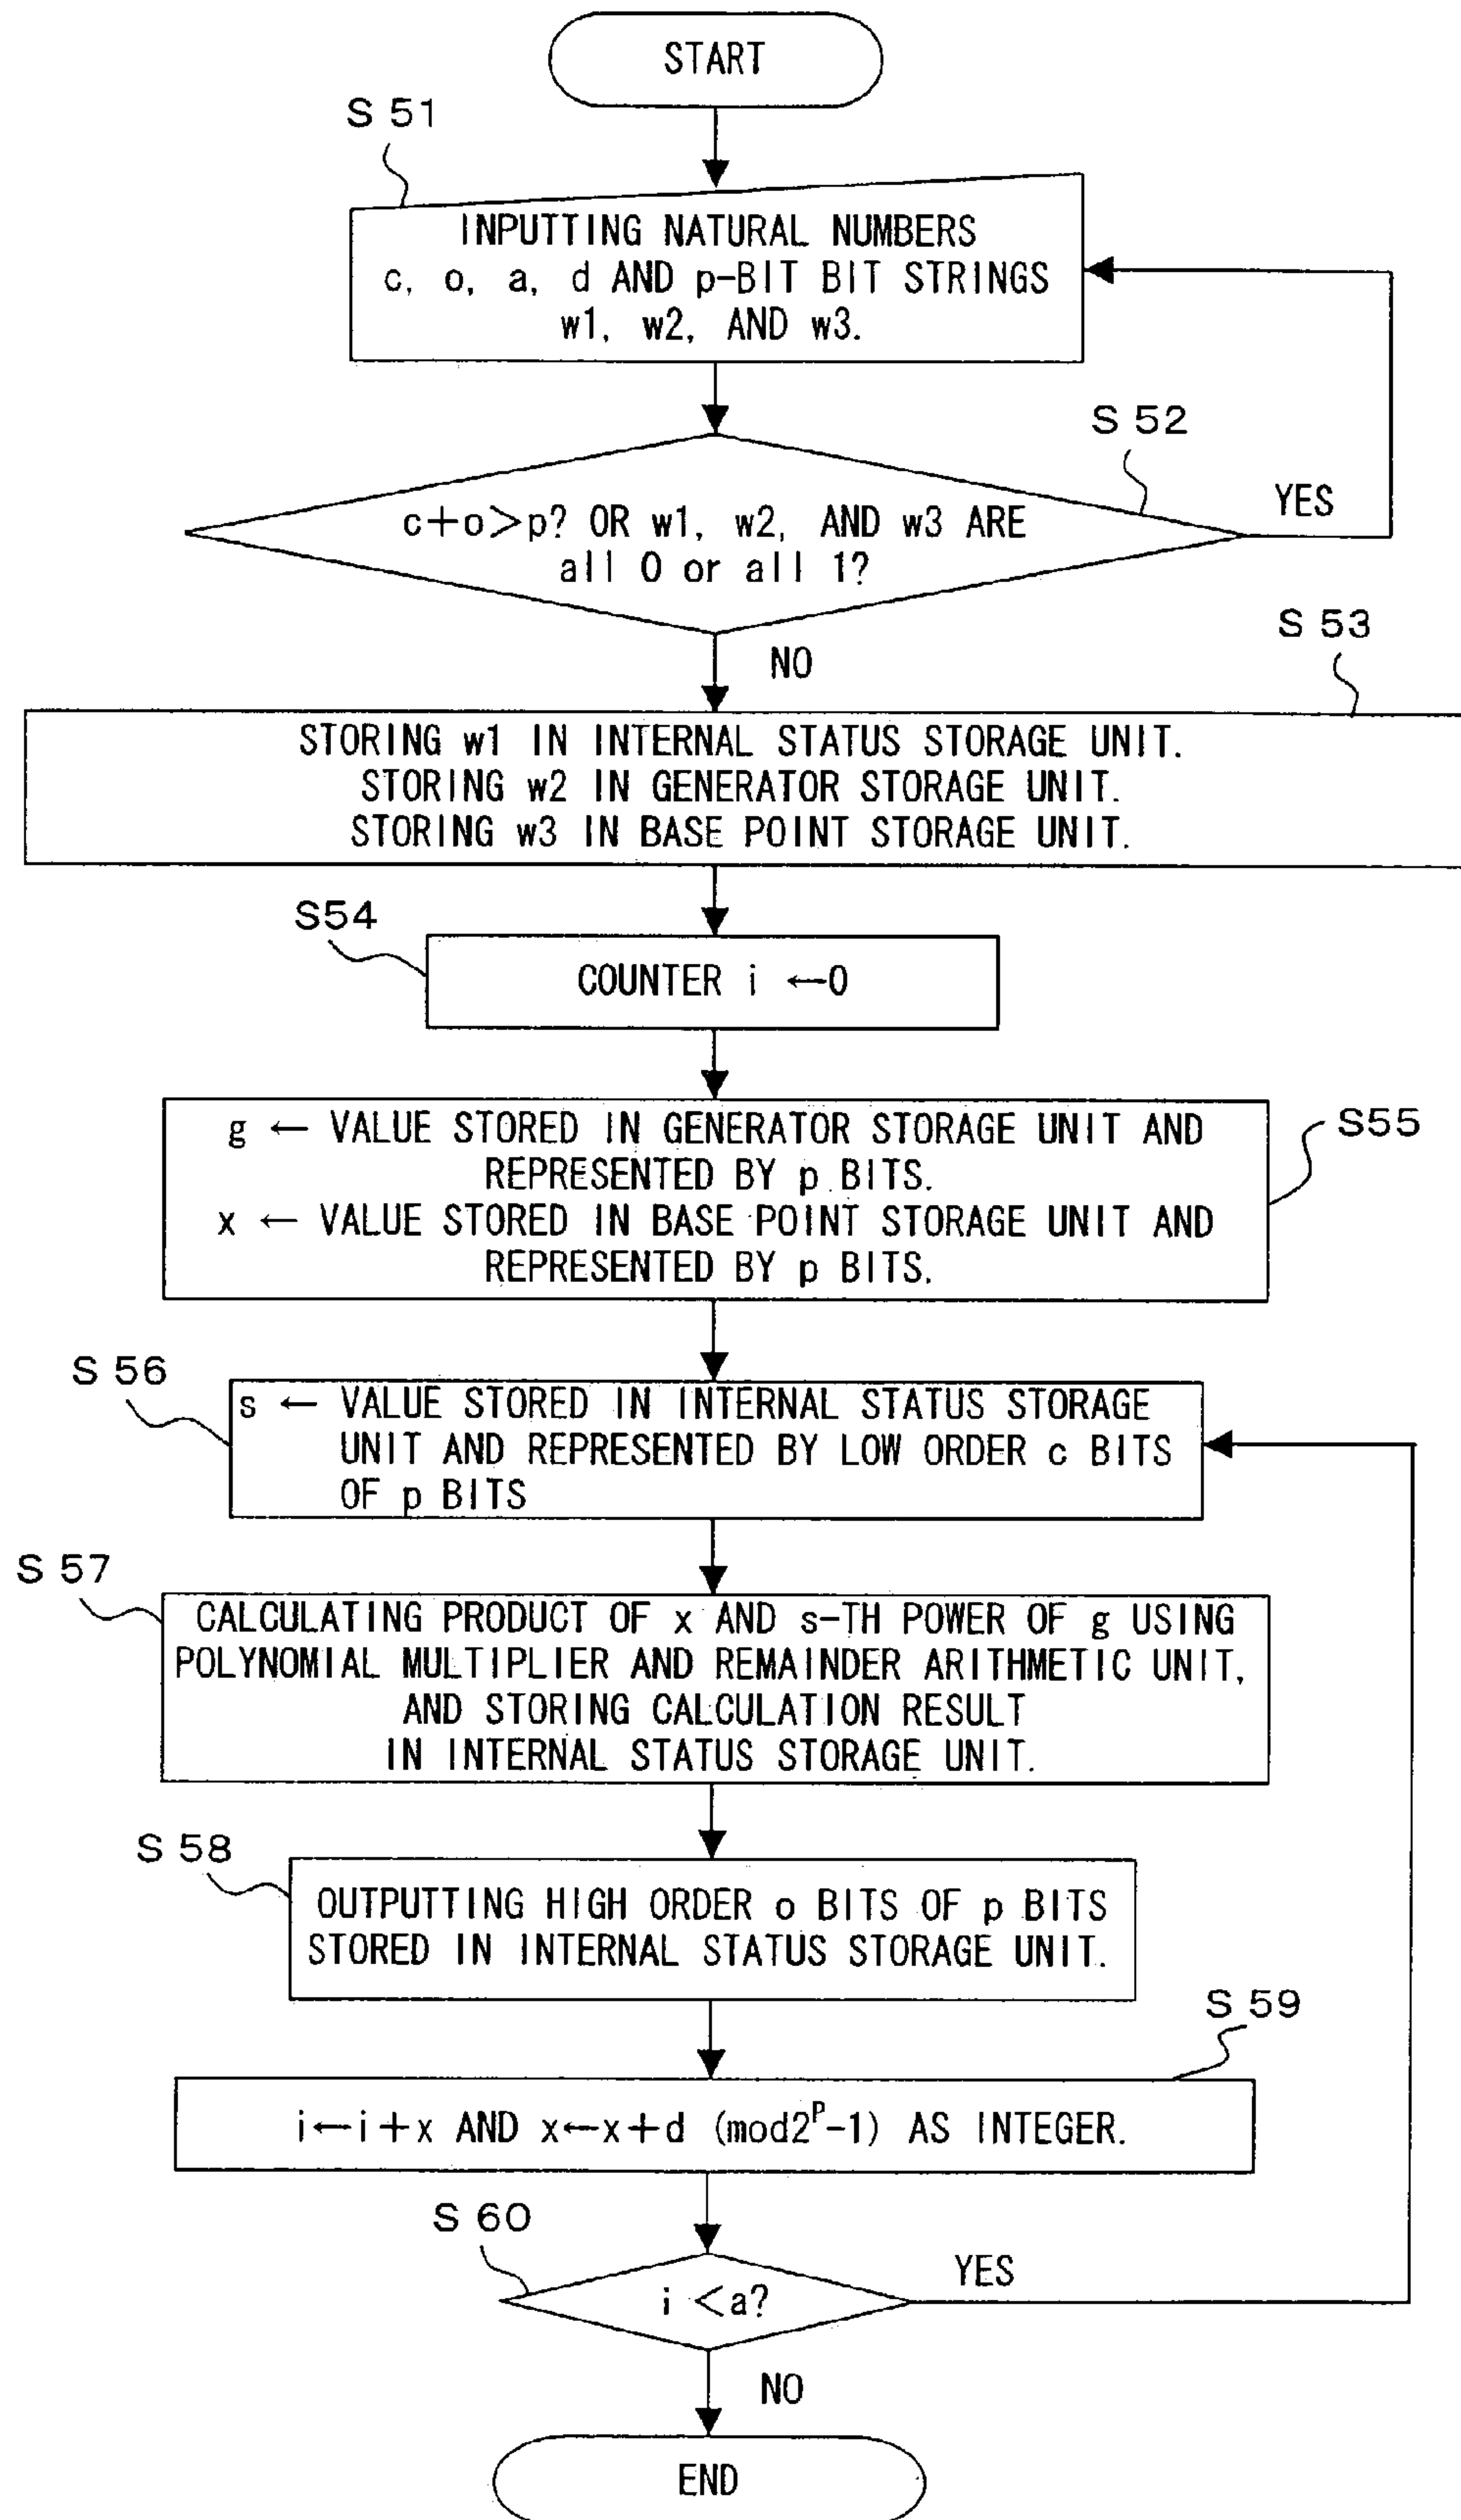 START
S 51
INPUTTING NATURAL NUMBERS
c, o, a, d AND p-BIT BIT STRINGS
w1, w2, AND w3.
S 52
YES
c+o>p? OR w1, w2, AND w3 ARE
all 0 or all 1?
S 53
NO
STORING w1 IN INTERNAL STATUS STORAGE UNIT.
STORING w2 IN GENERATOR STORAGE UNIT.
STORING w3 IN BASE POINT STORAGE UNIT.
S54
COUNTER i ←0
g ← VALUE STORED IN GENERATOR STORAGE UNIT AND
REPRESENTED BY p BITS.
x ← VALUE STORED IN BASE POINT STORAGE UNIT AND
REPRESENTED BY p BITS.
S55
S 56
s ← VALUE STORED IN INTERNAL STATUS STORAGE
UNIT AND REPRESENTED BY LOW ORDER c BITS
OF p BITS
S 57
CALCULATING PRODUCT OF x AND s-TH POWER OF g USING
POLYNOMIAL MULTIPLIER AND REMAINDER ARITHMETIC UNIT,
AND STORING CALCULATION RESULT
IN INTERNAL STATUS STORAGE UNIT.
S 58
OUTPUTTING HIGH ORDER o BITS OF p BITS
STORED IN INTERNAL STATUS STORAGE UNIT.
S 59
i←i+x AND x←x+d (mod2^P-1) AS INTEGER.
S 60
YES
i <a?
NO
END